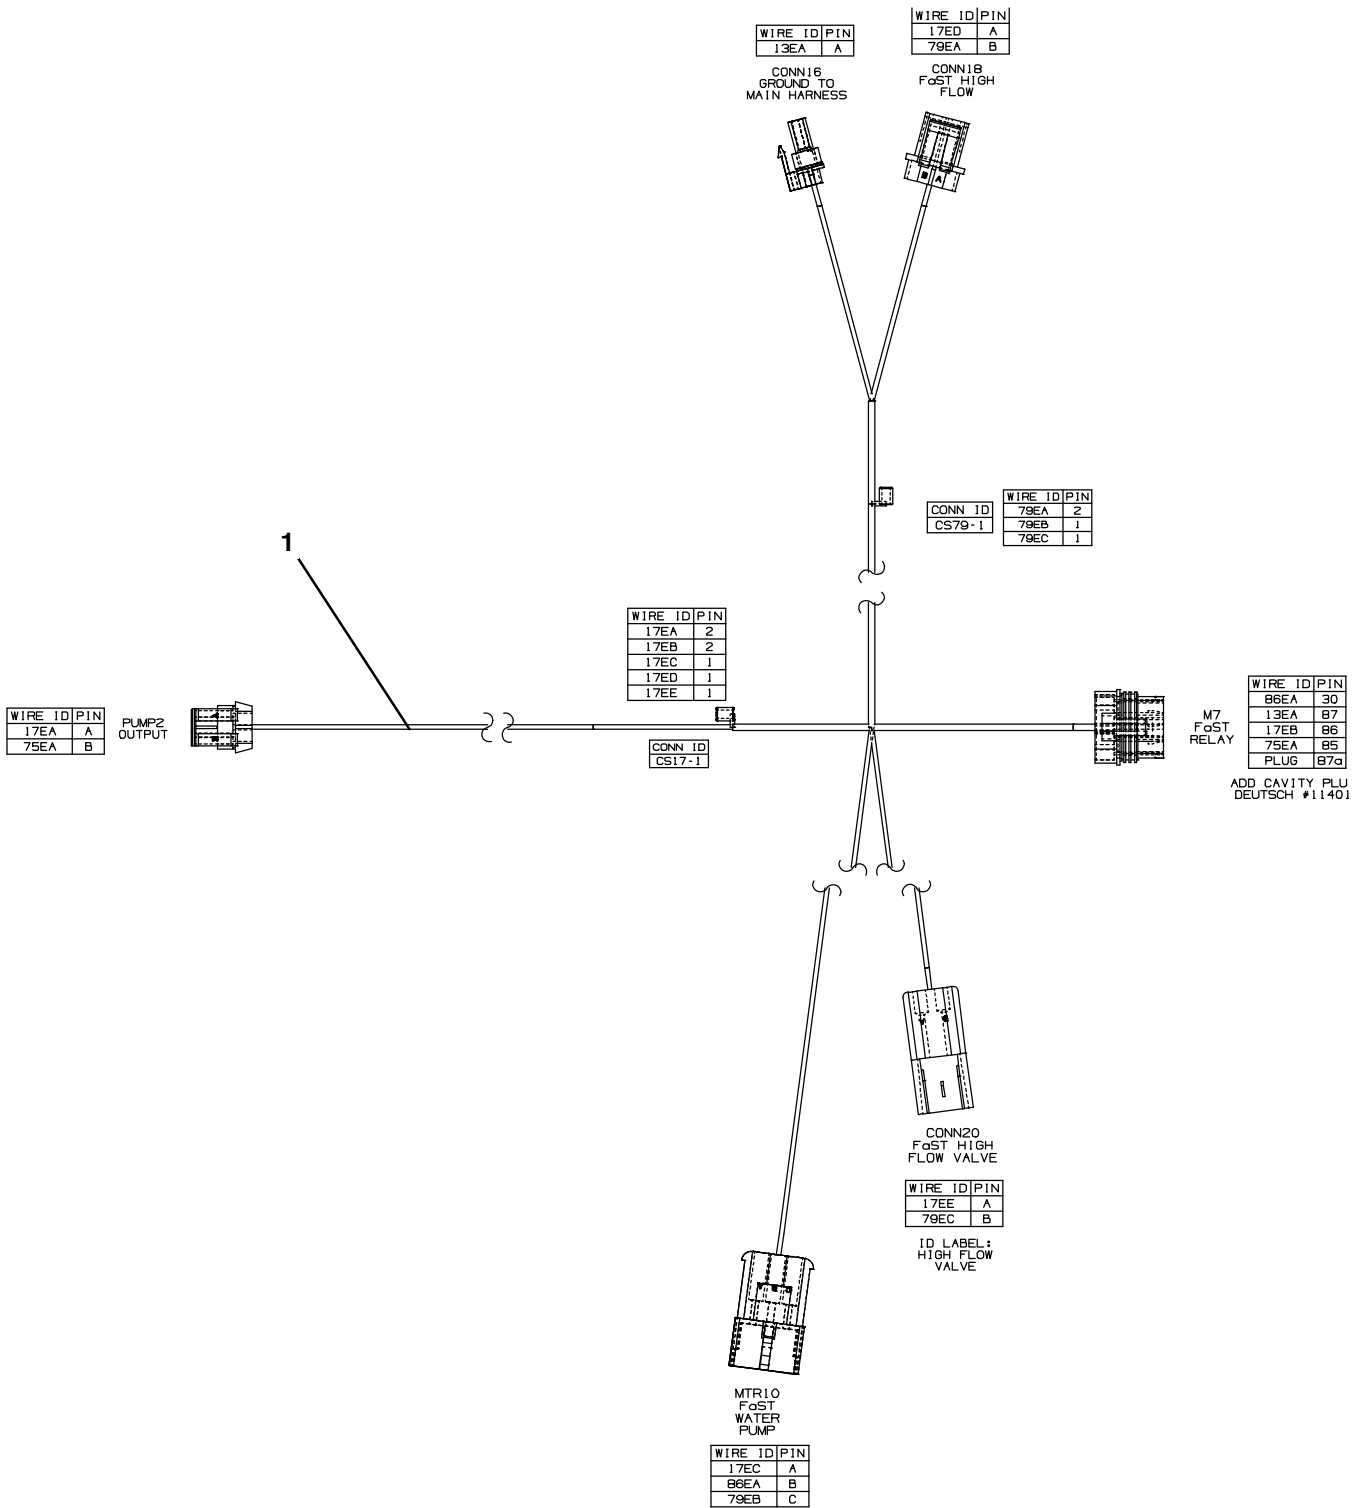 WIRE ID PIN
13EA A
CONN16
GROUND TO
MAIN HARNESS
WIRE ID PIN
17ED A
79EA B
CONN18
FaST HIGH
FLOW
B A
CONN ID
CS79-1
WIRE ID PIN
79EA 2
79EB 1
79EC 1
1
WIRE ID PIN
17EA 2
17EB 2
17EC 1
17ED 1
17EE 1
CONN ID
CS17-1
WIRE ID PIN
17EA A
75EA B
PUMP2
OUTPUT
M7
FaST
RELAY
WIRE ID PIN
86EA 30
13EA 87
17EB 86
75EA 85
PLUG 87a
ADD CAVITY PLU
DEUTSCH #11401
CONN20
FaST HIGH
FLOW VALVE
WIRE ID PIN
17EE A
79EC B
ID LABEL:
HIGH FLOW
VALVE
MTR10
FaST
WATER
PUMP
WIRE ID PIN
17EC A
86EA B
79EB C